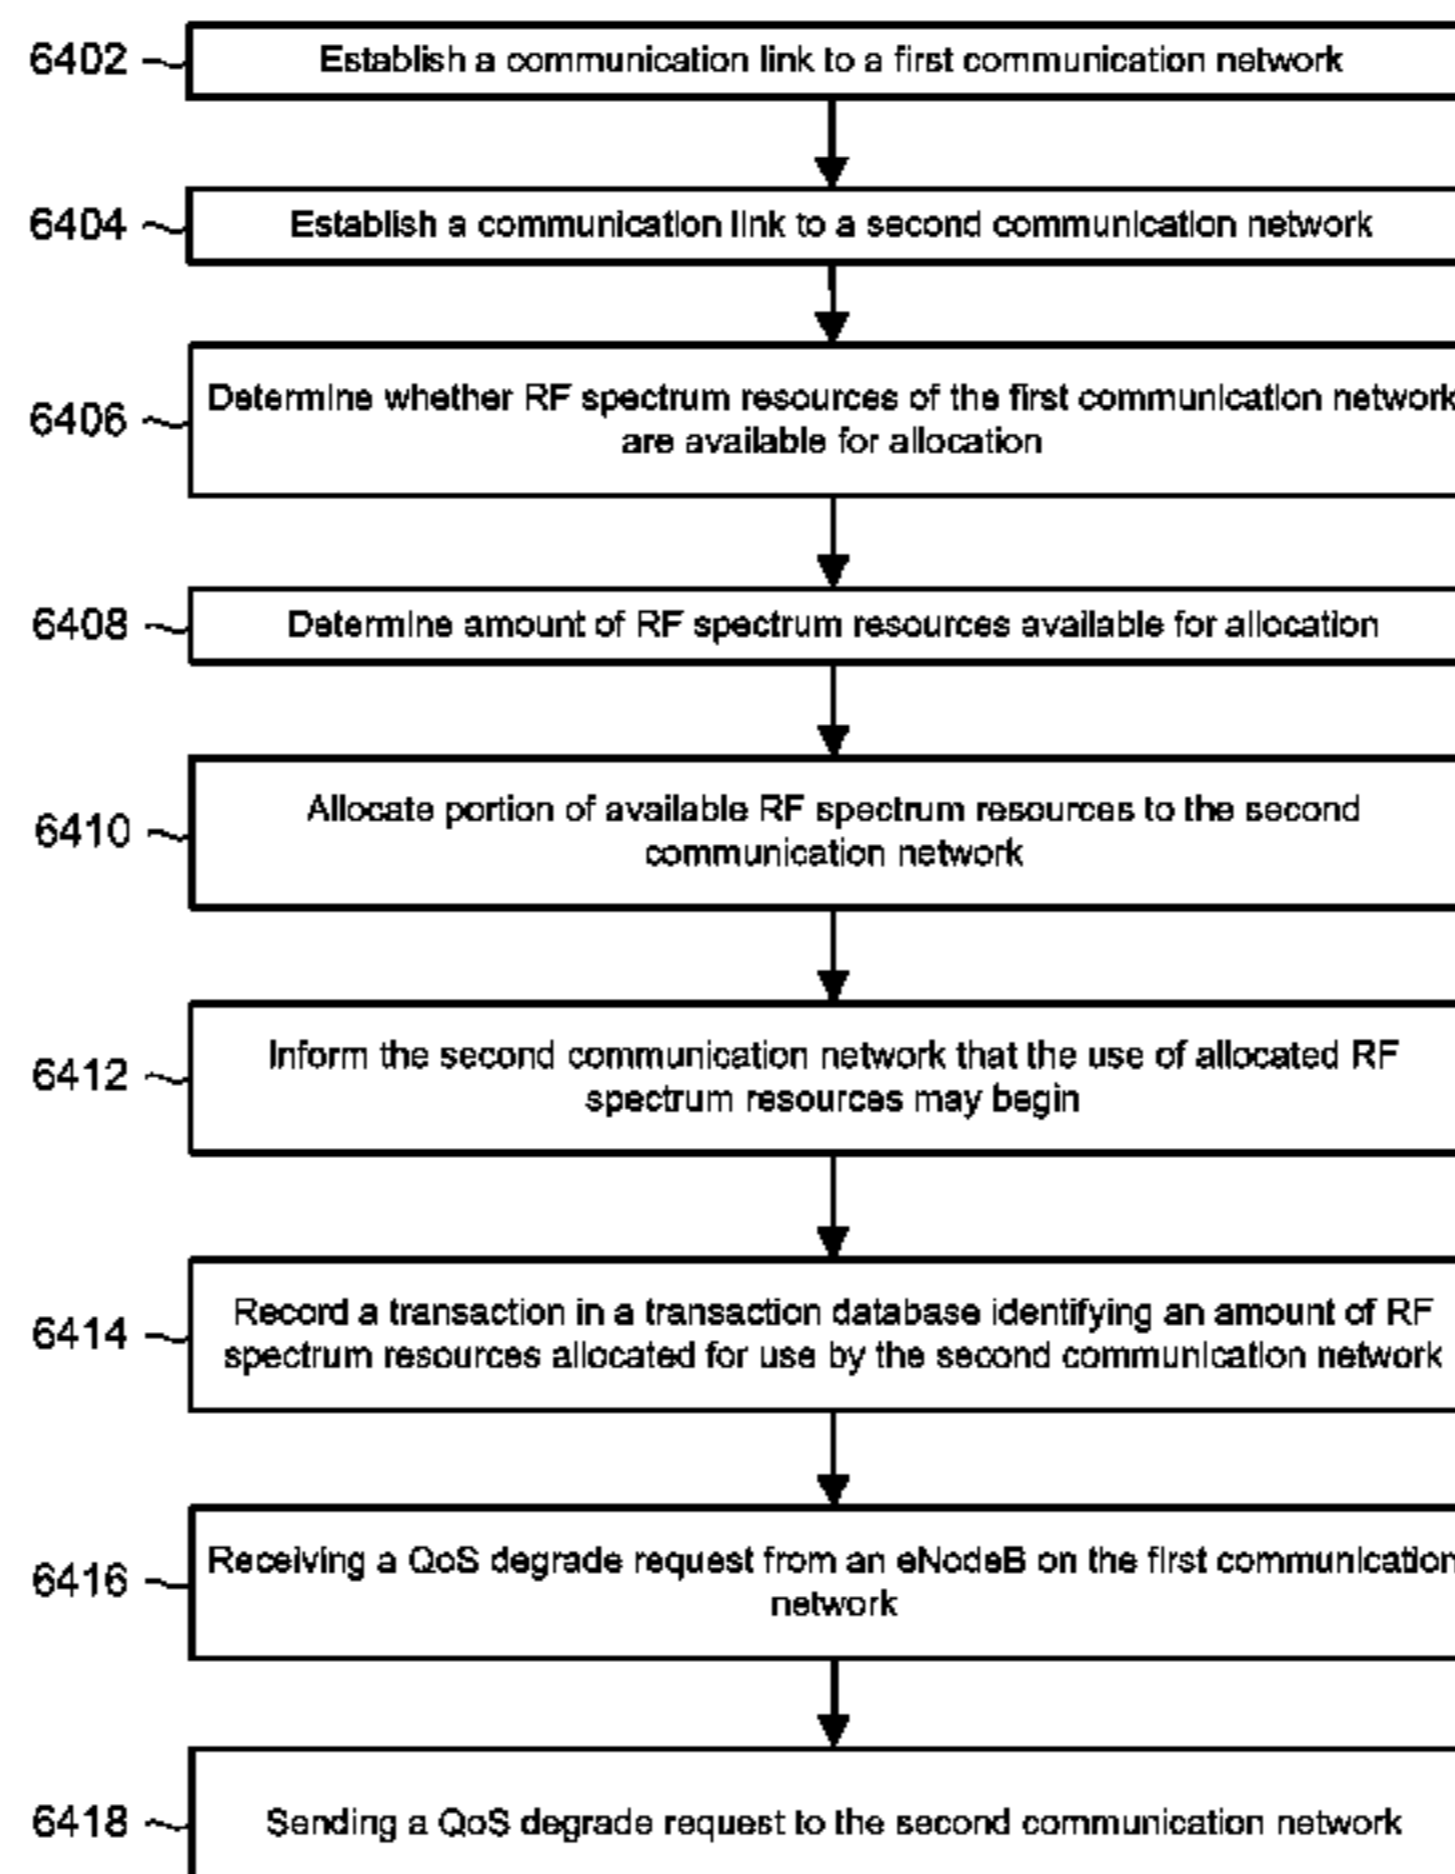 6402 Establish a communication link to a first communication network
6404 Establish a communication link to a second communication network
6406 Determine whether RF spectrum resources of the first communication network
are available for allocation
6408 Determine amount of RF spectrum resources available for allocation
6410 Allocate portion of available RF spectrum resources to the second
communication network
6412 Inform the second communication network that the use of allocated RF
spectrum resources may begin
6414 Record a transaction in a transaction database identifying an amount of RF
spectrum resources allocated for use by the second communication network
6416 Receiving a QoS degrade request from an eNodeB on the first communication
network
6418 Sending a QoS degrade request to the second communication network